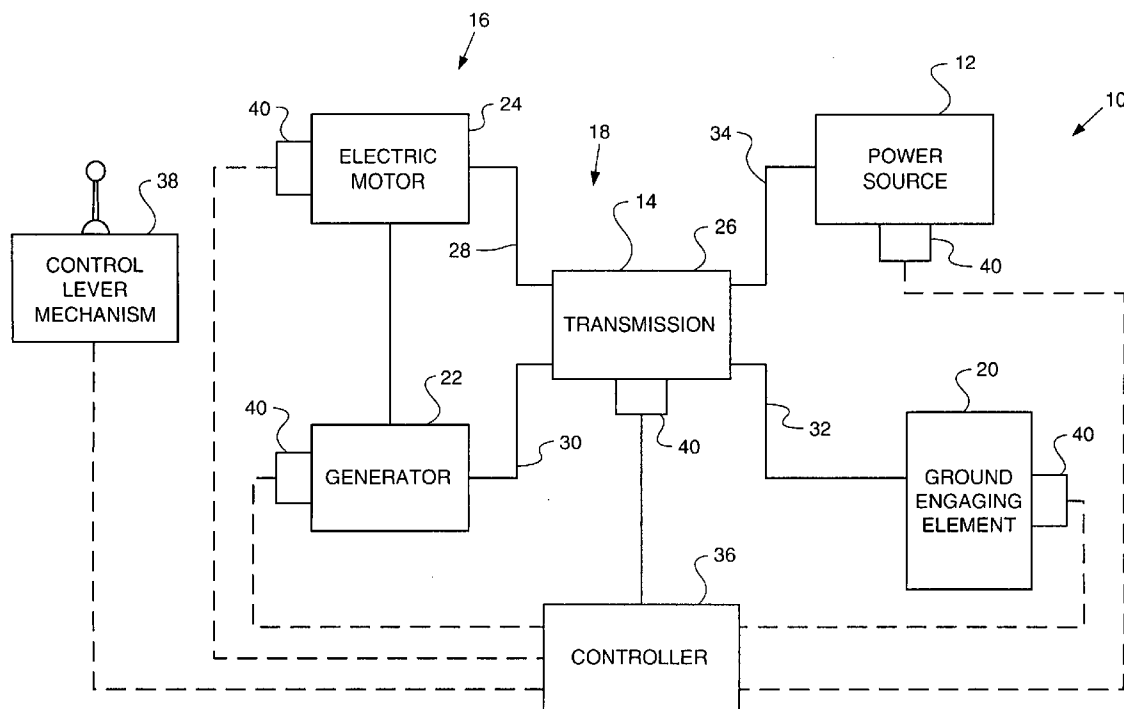 16
12
40
24
10
18
34
ELECTRIC
MOTOR
POWER
SOURCE
38
14
26
28
40
CONTROL
LEVER
MECHANISM
TRANSMISSION
22
20
40
40
32
40
30
GENERATOR
GROUND
ENGAGING
ELEMENT
36
CONTROLLER